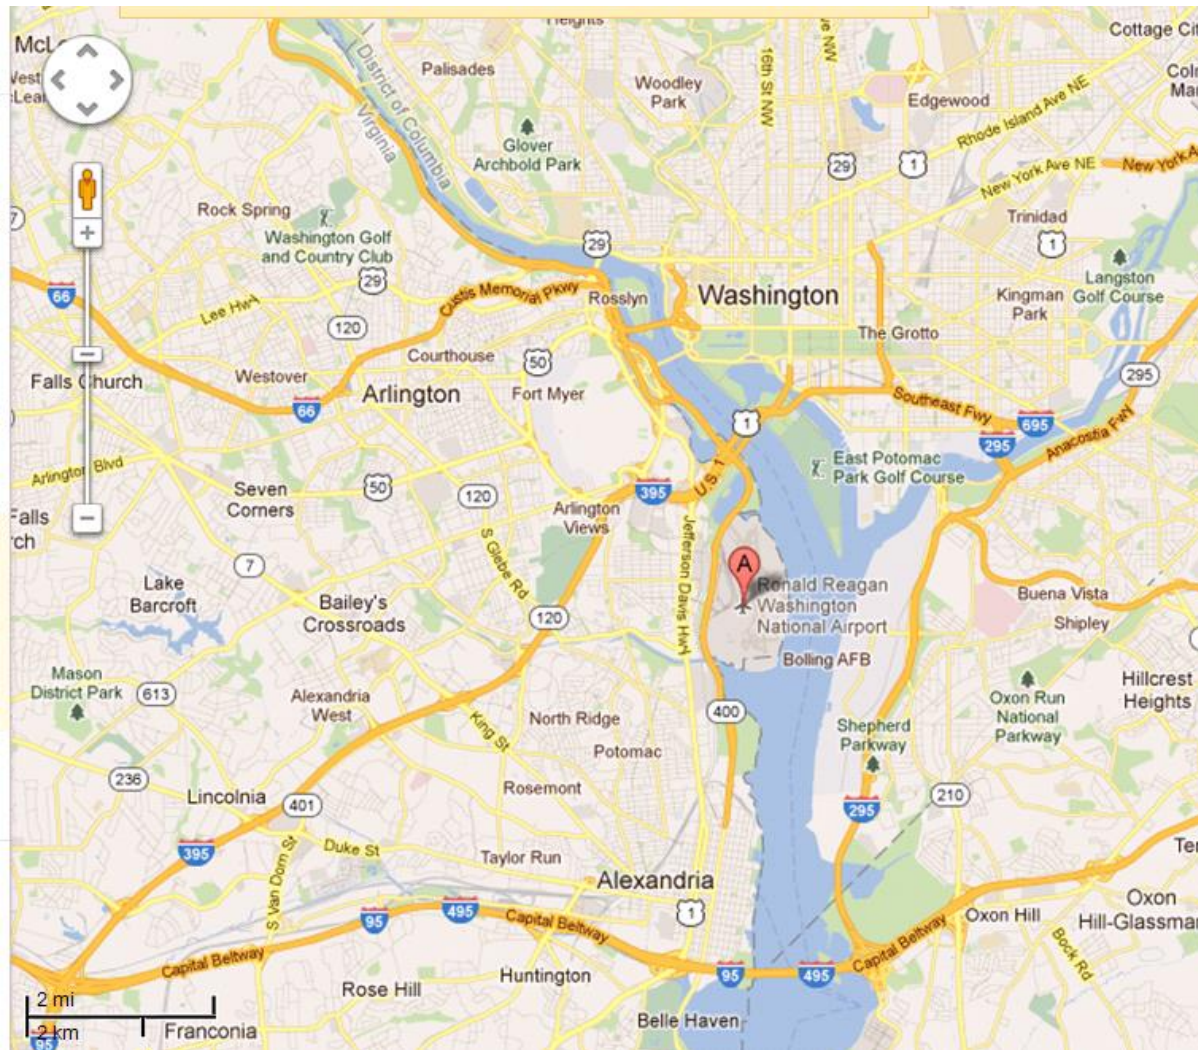 Heights
Cottage Cit
McL
Palisades
District of Columbia
Virginia
Woodley
Park
16th St NW
ve NW
Edgewood
Rhode Island Ave NE
Glover
Archbold Park
29
1
New York Ave NE
New York A
7
Rock Spring
Washington Golf
and Country Club
29
Trinidad
1
29
Langston
Golf Course
66
Custis Memorial Pkwy
Rosslyn
Washington
Kingman
Park
Lee Hwy
120
The Grotto
Courthouse
50
Falls Church
Westover
Arlington
Fort Myer
295
66
Southeast Fwy
695
1
295
Anacostia Fwy
Arlington Blvd
East Potomac
Park Golf Course
Seven
Corners
50
120
395
U.S. 1
Falls
rch
Arlington
Views
S Glebe Rd
Jefferson Davis Hwy
7
A
Lake
Barcroft
Bailey's
Crossroads
Ronald Reagan
Washington
National Airport
Buena Vista
120
Shipley
Bolling AFB
Mason
District Park
613
Alexandria
West
Hillcrest
Heights
Oxon Run
National
Parkway
King St
North Ridge
400
Shepherd
Parkway
Potomac
236
Lincolnia
401
Rosemont
295
210
395
Duke St
S Van Dorn St
Taylor Run
Alexandria
Te
95
495
Capital Beltway
1
Oxon Hill
Oxon
Hill-Glassma
Capital Beltway
Capital Beltway
Bock Rd
Rose Hill
Huntington
95
495
2 mi
2 km
Franconia
Belle Haven
95